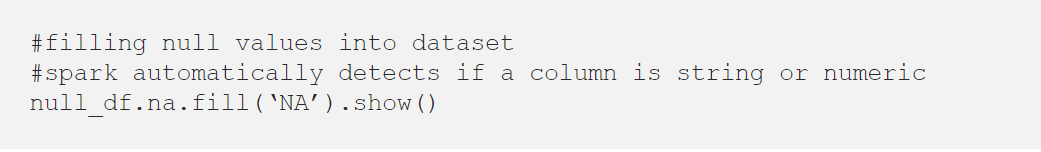 #filling null values into dataset
#spark automatically detects if a column is string or numeric
null_df.na.fill(‘NA’).show()